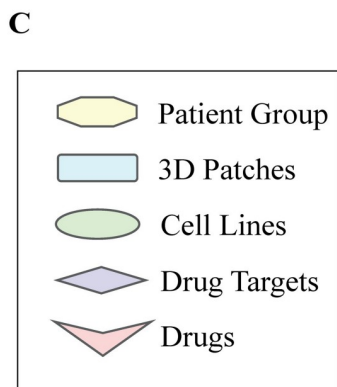 C
Patient Group
3D Patches
Cell Lines
Drug Targets
Drugs